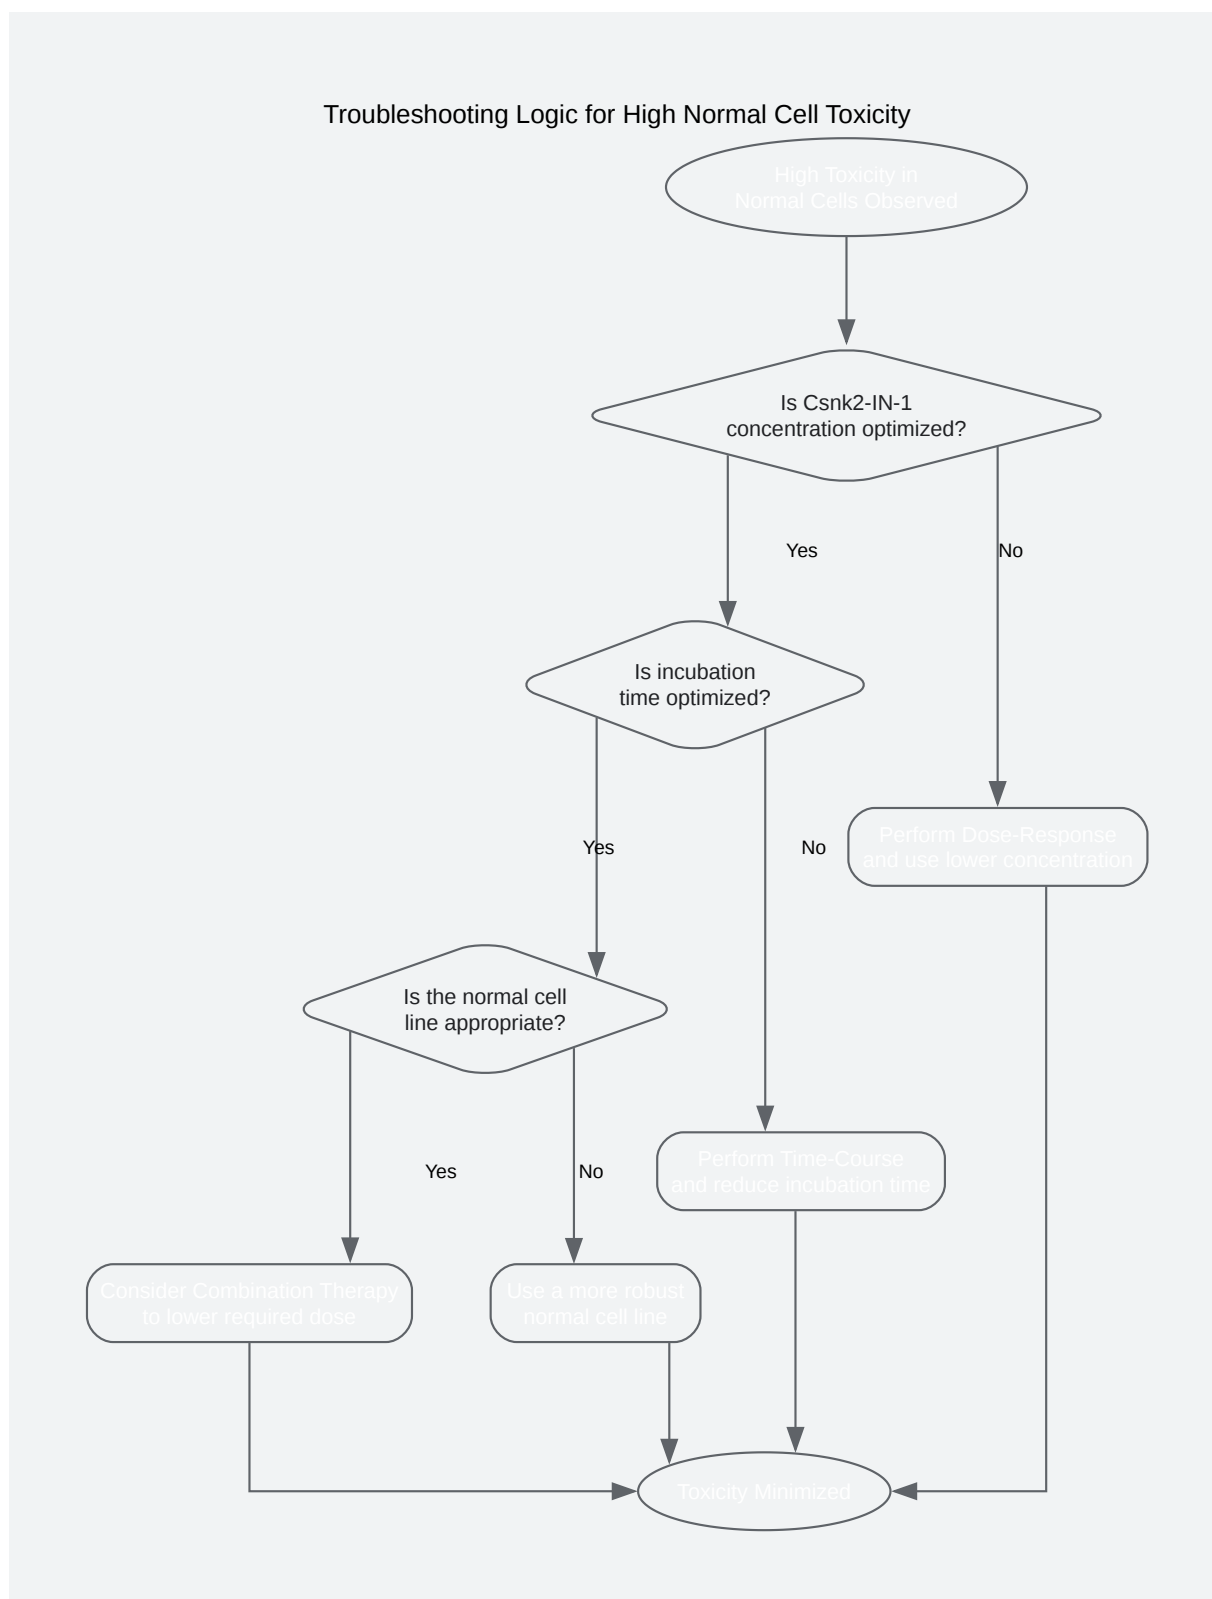 Troubleshooting Logic for High Normal Cell Toxicity
High Toxicity in
Normal Cells Observed
Is Csnk2-IN-1
concentration optimized?
Yes
No
Is incubation
time optimized?
Yes
No
Perform Dose-Response
and use lower concentration
Is the normal cell
line appropriate?
Yes
No
Perform Time-Course
and reduce incubation time
Consider Combination Therapy
to lower required dose
Use a more robust
normal cell line
Toxicity Minimized